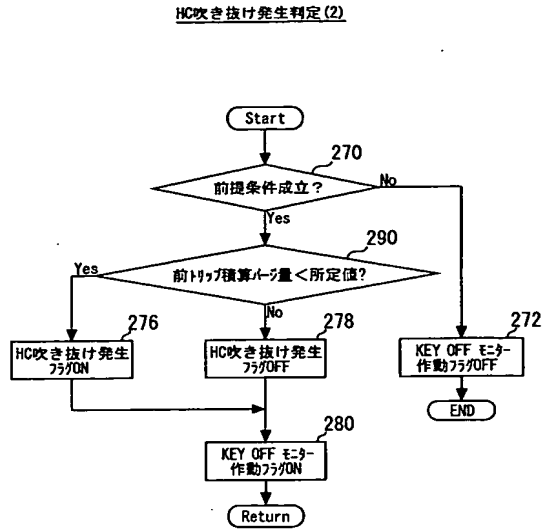 HC吹き抜け発生判定(2)
Start
270
前提条件成立？
No
Yes
290
前トリップ積算パージ量＜所定値?
Yes
No
276
278
272
HC吹き抜け発生
フラグON
HC吹き抜け発生
フラグOFF
KEY OFF モニター
作動フラグOFF
END
280
KEY OFF モニター
作動フラグON
Return